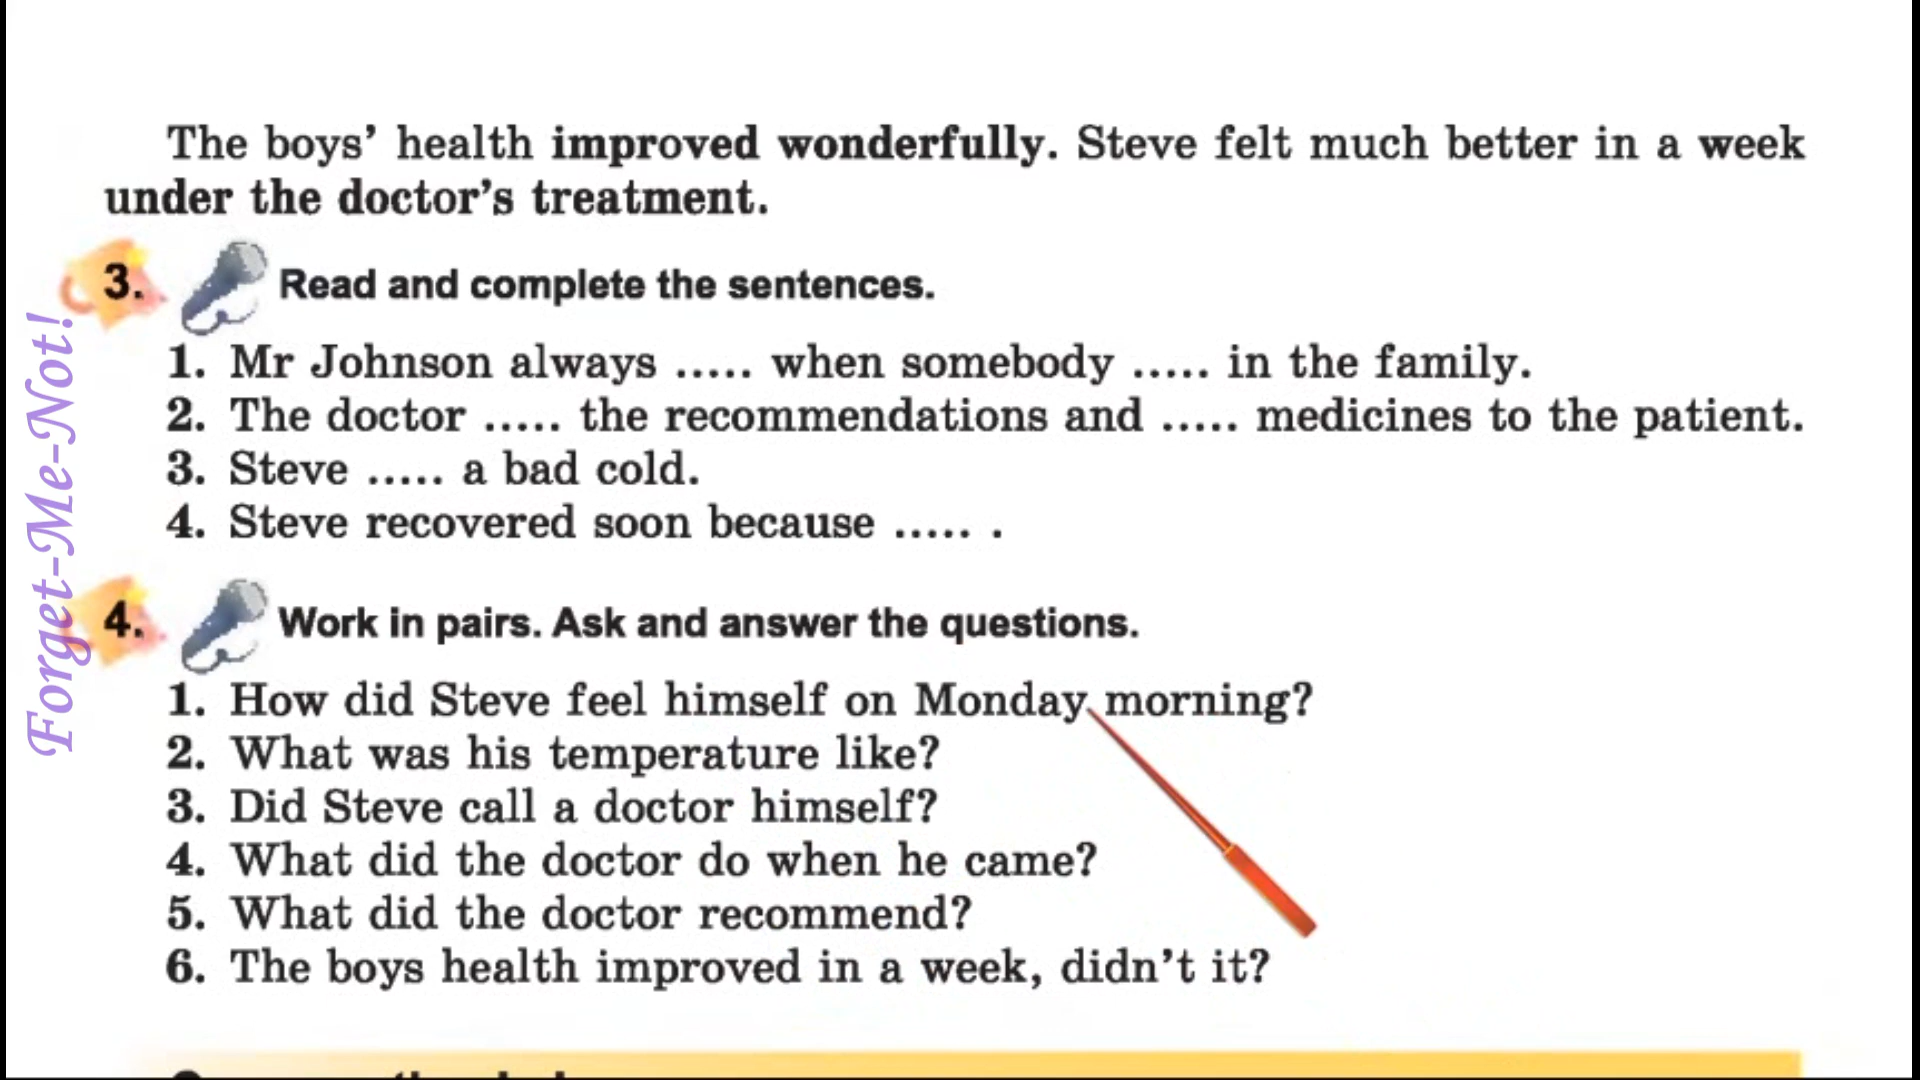 The boys’ health improved wonderfully. Steve felt much better in a week
under the doctor’s treatment.
3. Read and complete the sentences.
1. Mr Johnson always ..... when somebody ..... in the family.
2. The doctor ..... the recommendations and ..... medicines to the patient.
3. Steve ..... a bad cold.
4. Steve recovered soon because ..... .
4. Work in pairs. Ask and answer the questions.
1. How did Steve feel himself on Monday morning?
2. What was his temperature like?
3. Did Steve call a doctor himself?
4. What did the doctor do when he came?
5. What did the doctor recommend?
6. The boys health improved in a week, didn’t it?
Forget-Me-Not!